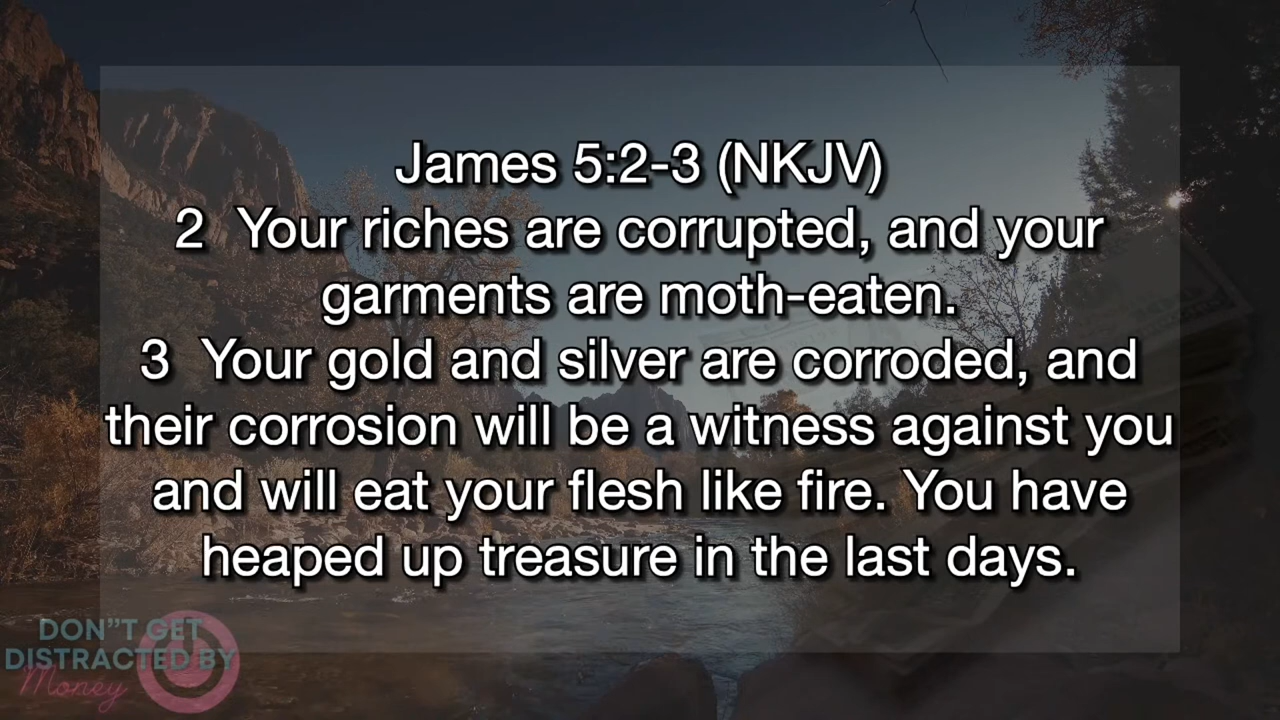 James 5:2-3 (NKJV)
2  Your riches are corrupted, and your
garments are moth-eaten.
3  Your gold and silver are corroded, and
their corrosion will be a witness against you
and will eat your flesh like fire. You have
heaped up treasure in the last days.
DON"T GET
DISTRACTED BY
Money